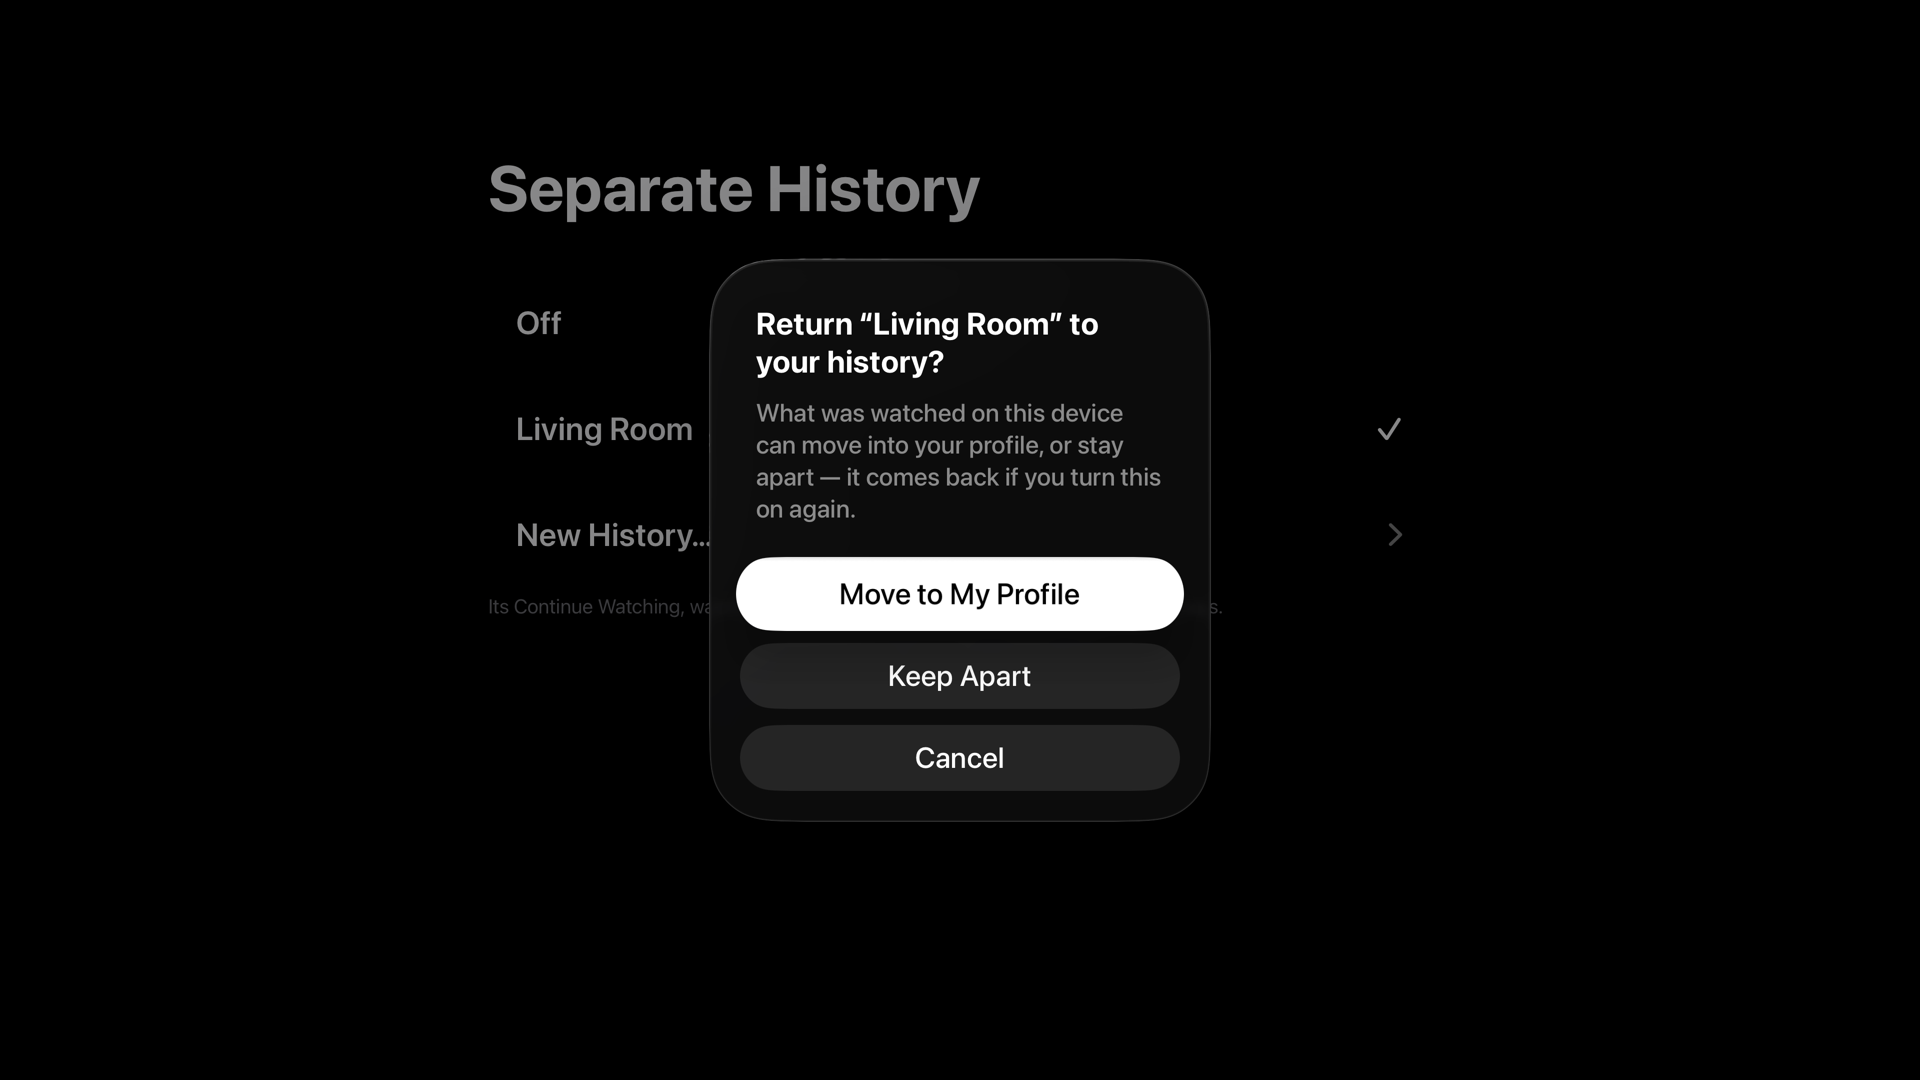 Separate History
Off
Living Room
New History...
Its Continue Watching, wa
s.
Return “Living Room” to
your history?
What was watched on this device
can move into your profile, or stay
apart — it comes back if you turn this
on again.
Move to My Profile
Keep Apart
Cancel